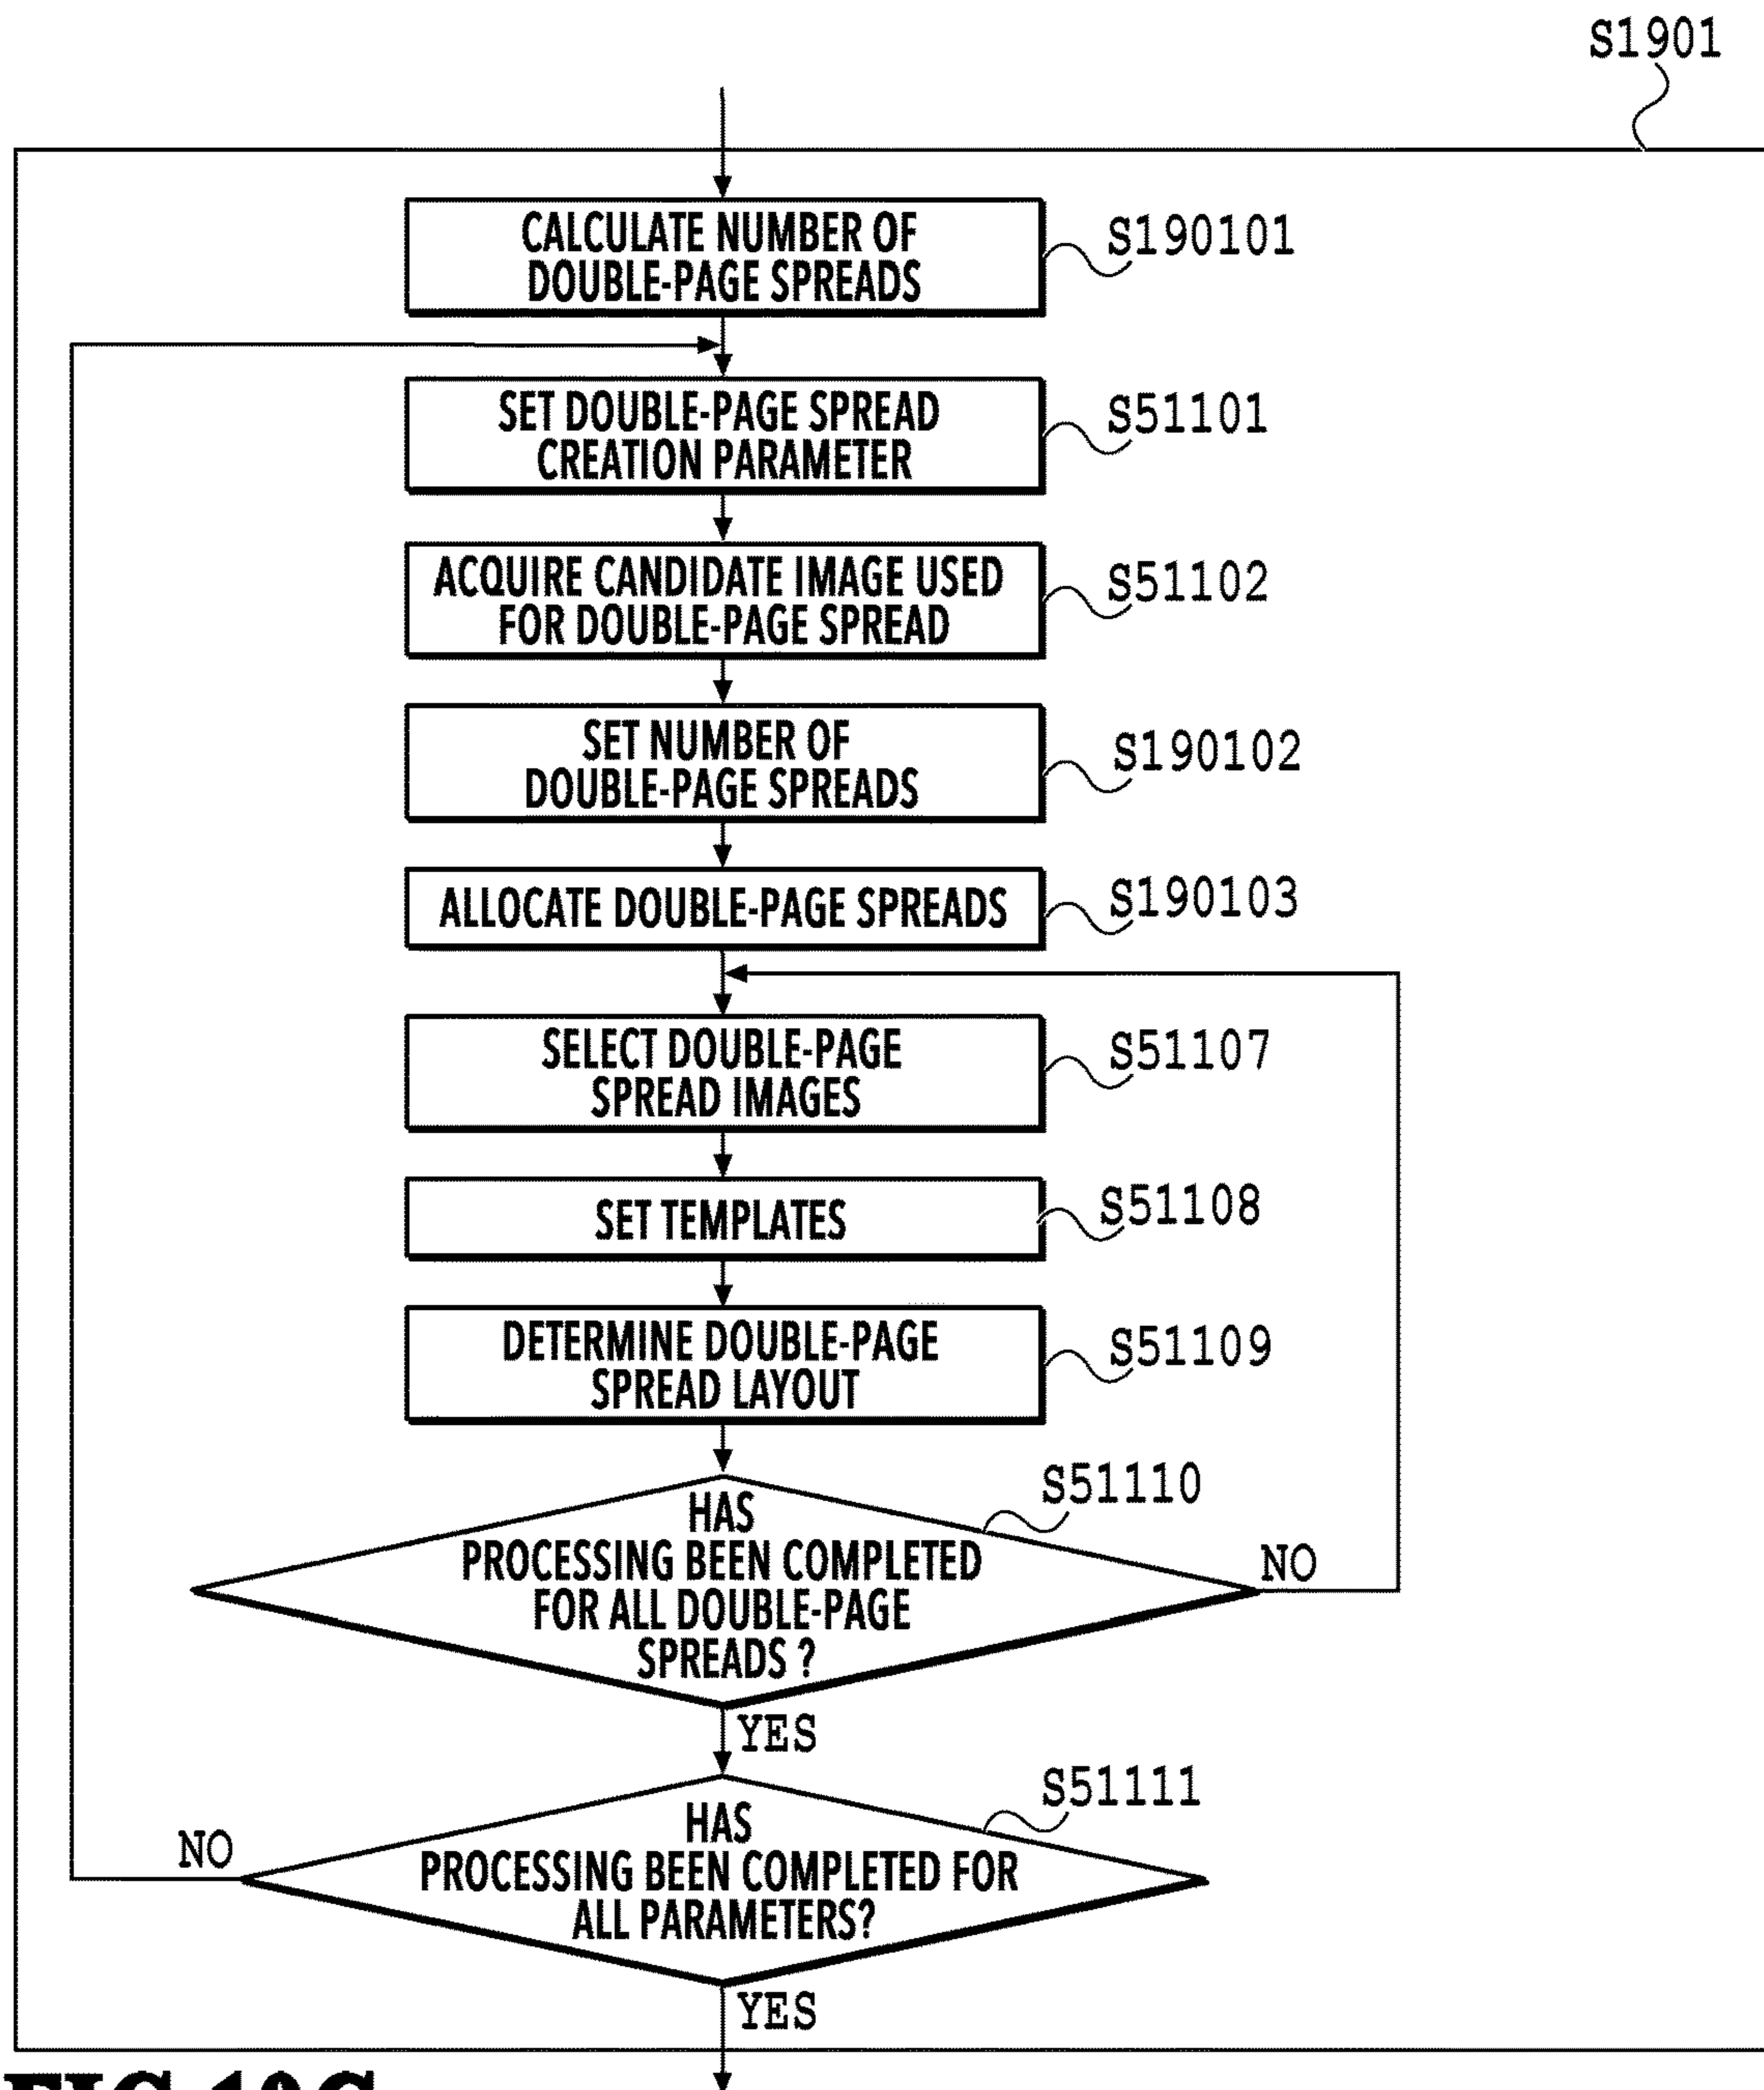 S1901
CALCULATE NUMBER OF
DOUBLE-PAGE SPREADS
S190101
SET DOUBLE-PAGE SPREAD
CREATION PARAMETER
S51101
ACQUIRE CANDIDATE IMAGE USED
FOR DOUBLE-PAGE SPREAD
S51102
SET NUMBER OF
DOUBLE-PAGE SPREADS
S190102
ALLOCATE DOUBLE-PAGE SPREADS
S190103
SELECT DOUBLE-PAGE
SPREAD IMAGES
S51107
SET TEMPLATES
S51108
DETERMINE DOUBLE-PAGE
SPREAD LAYOUT
S51109
HAS
PROCESSING BEEN COMPLETED
FOR ALL DOUBLE-PAGE
SPREADS ?
S51110
NO
YES
HAS
PROCESSING BEEN COMPLETED FOR
ALL PARAMETERS?
S51111
NO
YES